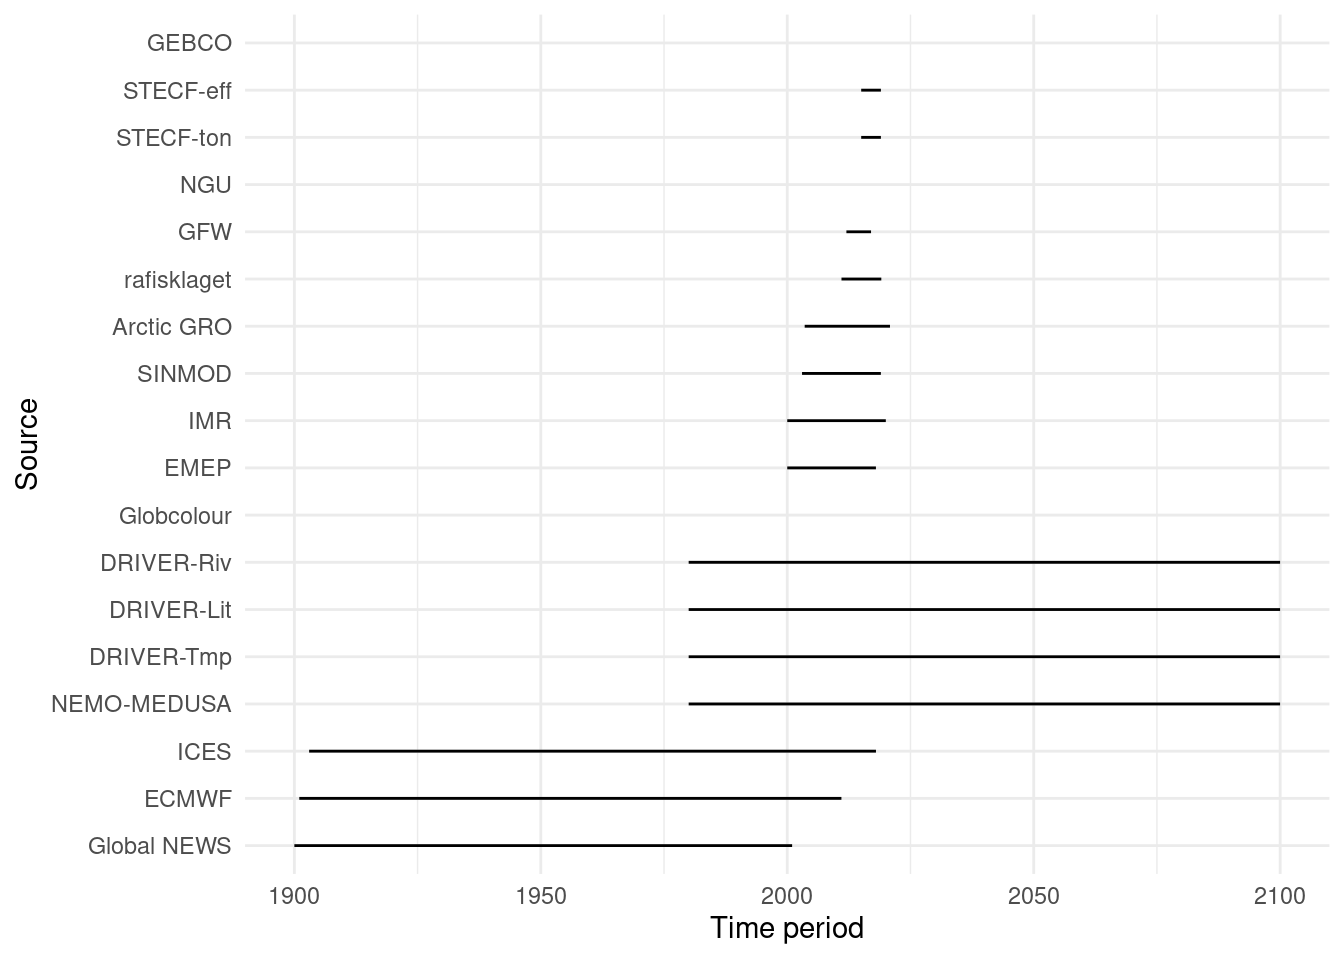 GEBCO
STECF-eff
STECF-ton
NGU
GFW
rafisklaget
Arctic GRO
SINMOD
IMR
EMEP
Globcolour
DRIVER-Riv
DRIVER-Lit
DRIVER-Tmp
NEMO-MEDUSA
ICES
ECMWF
Global NEWS
Source
1900 1950 2000 2050 2100
Time period